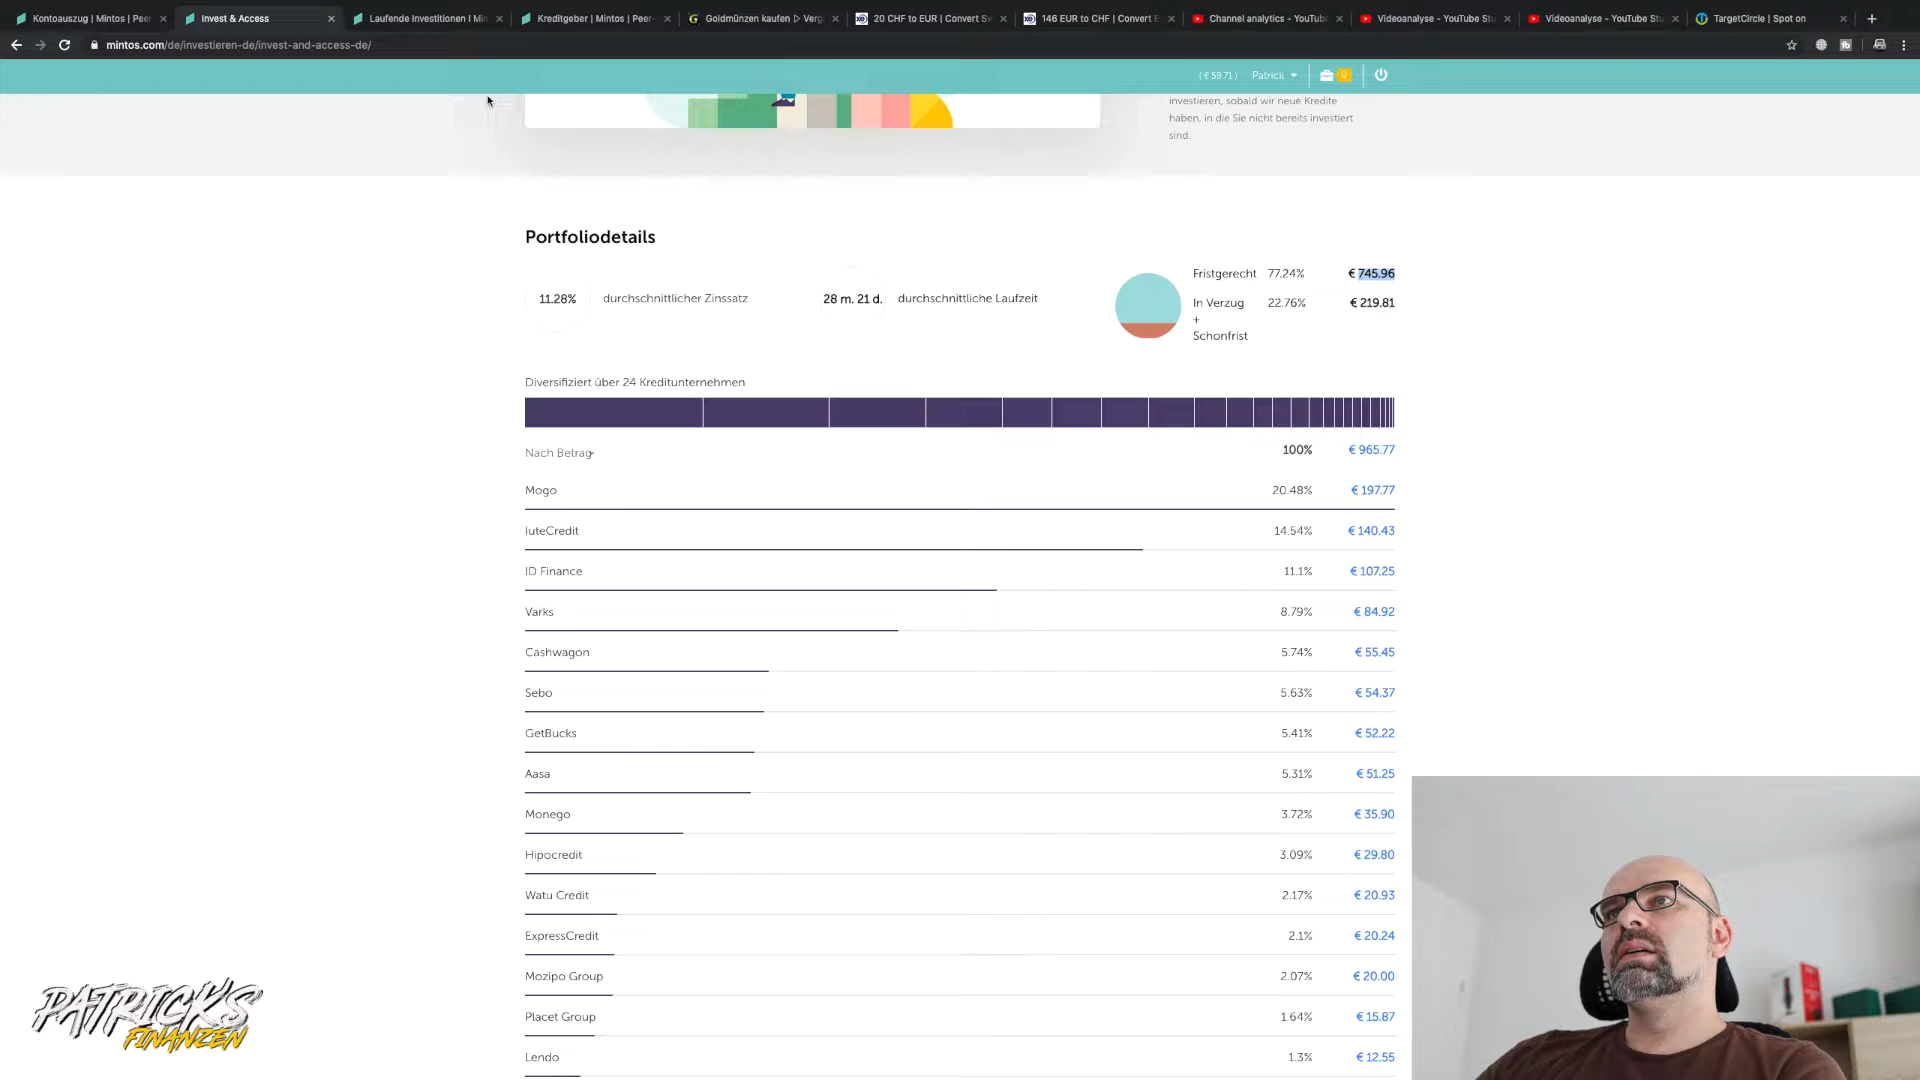 Kontoauszug | Mintos | Peer
Invest & Access
Laufende Investitionen | Min
Kreditgeber | Mintos | Peer-
Goldmünzen kaufen ▷ Verg
20 CHF to EUR | Convert Sw
146 EUR to CHF | Convert E
Channel analytics - YouTube
Videoanalyse - YouTube Stu
Videoanalyse - YouTube Stu
TargetCircle | Spot on
mintos.com/de/investieren-de/invest-and-access-de/
( € 59.71 ) Patrick 0
investieren, sobald wir neue Kredite
haben, in die Sie nicht bereits investiert
sind.
Portfoliodetails
11.28% durchschnittlicher Zinssatz
28 m. 21 d. durchschnittliche Laufzeit
Fristgerecht 77.24% € 745.96
In Verzug 22.76% € 219.81
+
Schonfrist
Diversifiziert über 24 Kreditunternehmen
Nach Betrag 100% € 965.77
Mogo 20.48% € 197.77
IuteCredit 14.54% € 140.43
ID Finance 11.1% € 107.25
Varks 8.79% € 84.92
Cashwagon 5.74% € 55.45
Sebo 5.63% € 54.37
GetBucks 5.41% € 52.22
Aasa 5.31% € 51.25
Monego 3.72% € 35.90
Hipocredit 3.09% € 29.80
Watu Credit 2.17% € 20.93
ExpressCredit 2.1% € 20.24
Mozipo Group 2.07% € 20.00
Placet Group 1.64% € 15.87
Lendo 1.3% € 12.55
PATRICKS
FINANZEN